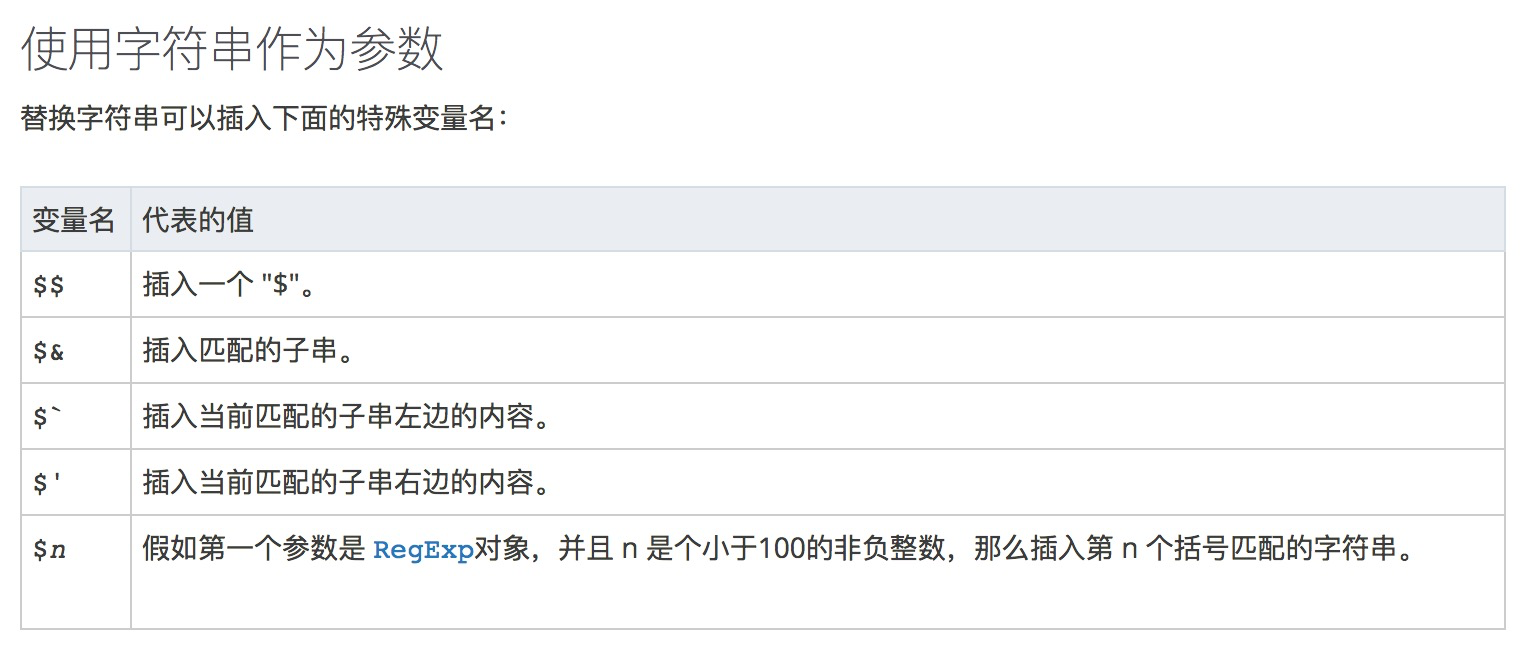 使用字符串作为参数
替换字符串可以插入下面的特殊变量名：
变量名 代表的值
$$ 插入一个 "$"。
$& 插入匹配的子串。
$` 插入当前匹配的子串左边的内容。
$' 插入当前匹配的子串右边的内容。
$n 假如第一个参数是 RegExp对象，并且 n 是个小于100的非负整数，那么插入第 n 个括号匹配的字符串。